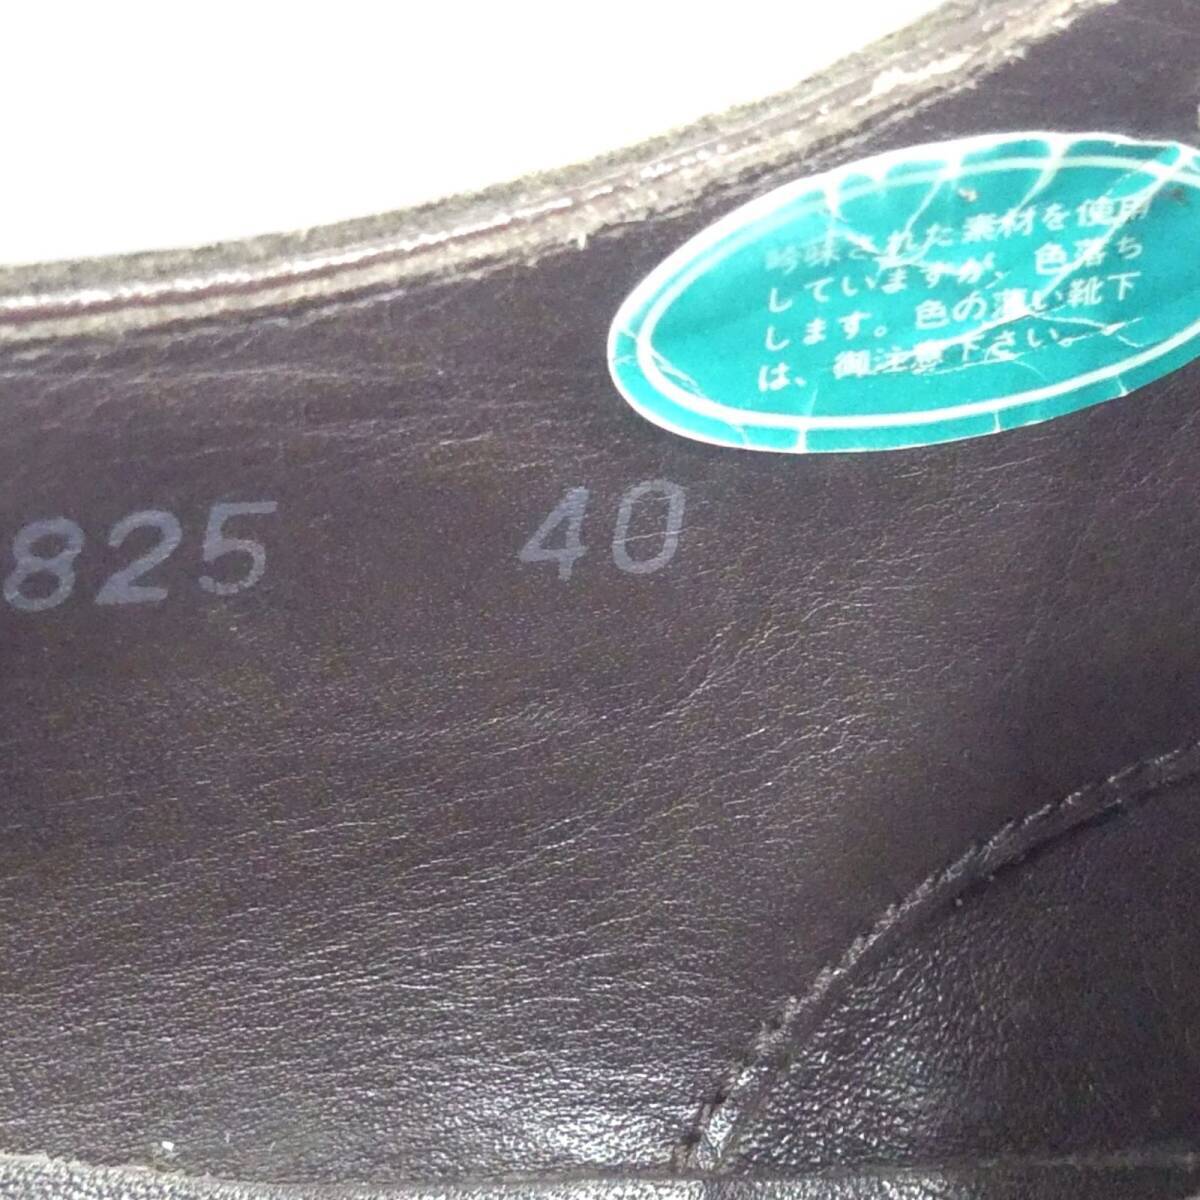 吟味された素材を使用
していますが、色落ち
します。色の薄い靴下
は、御注意下さい。
825 40